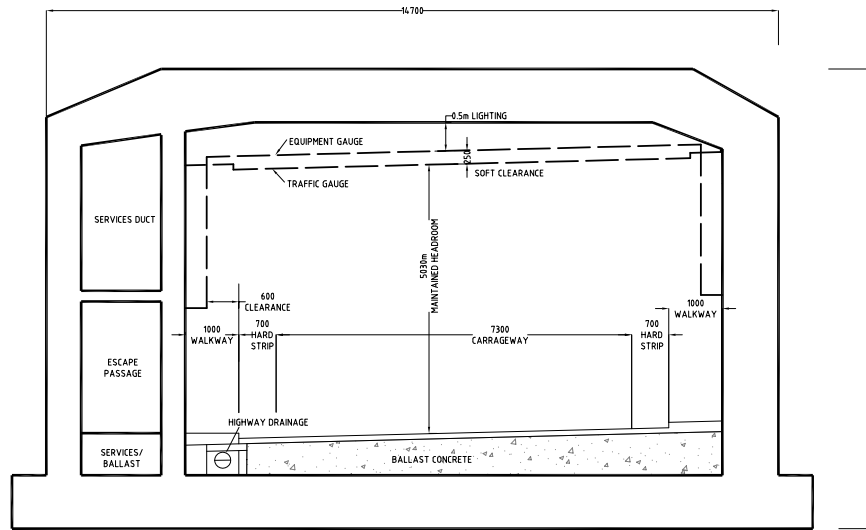 14700
0.5m LIGHTING
EQUIPMENT GAUGE
250
SOFT CLEARANCE
TRAFFIC GAUGE
SERVICES DUCT
5030m
MAINTAINED HEADROOM
600
CLEARANCE
1000
WALKWAY
700
HARD
STRIP
7300
CARRAGEWAY
700
HARD
STRIP
1000
WALKWAY
ESCAPE
PASSAGE
HIGHWAY DRAINAGE
SERVICES/
BALLAST
BALLAST CONCRETE